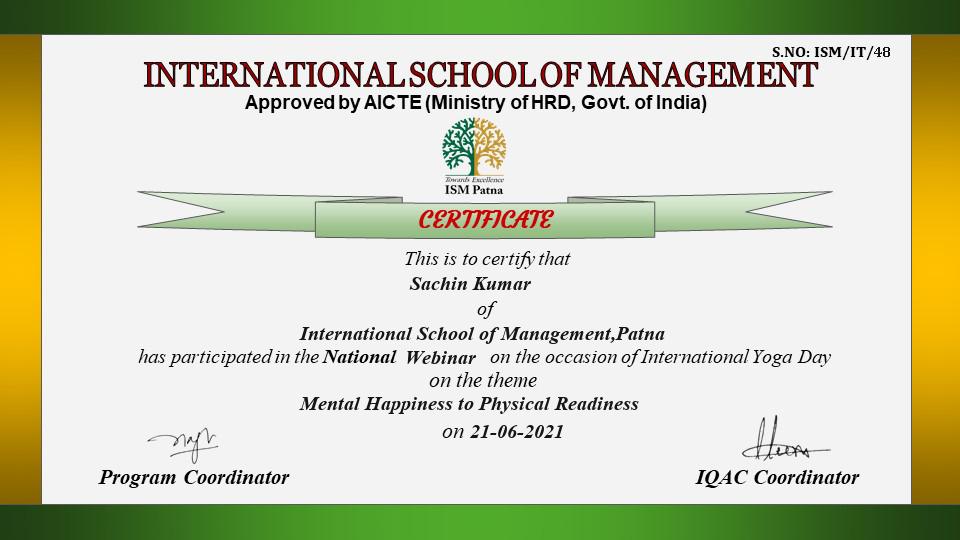 S.NO: ISM/IT/48
INTERNATIONAL SCHOOL OF MANAGEMENT
Approved by AICTE (Ministry of HRD, Govt. of India)
Towards Excellence
ISM Patna
CERTIFICATE
This is to certify that
Sachin Kumar
of
International School of Management,Patna
has participated in the National Webinar on the occasion of International Yoga Day
on the theme
Mental Happiness to Physical Readiness
on 21-06-2021
Program Coordinator
IQAC Coordinator